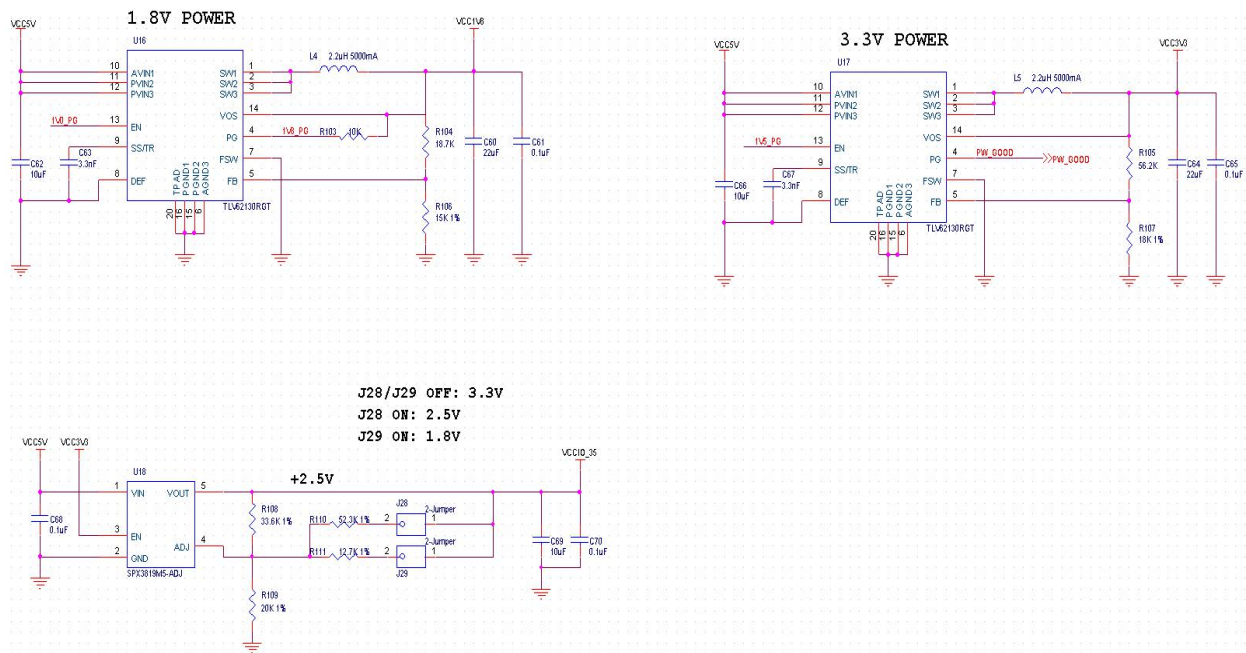 1.8V POWER
VCC5V
VCC1V8
U16
L4 2.2uH 5000mA
10 AVIN1 SW1 1
11 PVIN2 SW2 2
12 PVIN3 SW3 3
VOS 14
1V8_PG 13 EN PG 4 1V8_PG R103 10K
9 SS/TR FSW 7
8 DEF FB 5
TPAD PGND1 PGND2 AGND3
20 16 15 6
TLV62130RGT
C62
10uF
C63
3.3nF
R104
18.7K
R106
15K 1%
C60
22uF
C61
0.1uF
3.3V POWER
VCC5V
VCC3V3
U17
L5 2.2uH 5000mA
10 AVIN1 SW1 1
11 PVIN2 SW2 2
12 PVIN3 SW3 3
VOS 14
1V5_PG 13 EN PG 4 PW_GOOD PW_GOOD
9 SS/TR FSW 7
8 DEF FB 5
TPAD PGND1 PGND2 AGND3
20 16 15 6
TLV62130RGT
C66
10uF
C67
3.3nF
R105
56.2K
R107
18K 1%
C64
22uF
C65
0.1uF
J28/J29 OFF: 3.3V
J28 ON: 2.5V
J29 ON: 1.8V
VCC5V VCC3V3
VCCIO_35
U18
+2.5V
1 VIN VOUT 5
3 EN
ADJ 4
2 GND
SPX3819M5-ADJ
C68
0.1uF
R108
33.6K 1%
R109
20K 1%
R110 52.3K 1% 2 J28 1 2-Jumper
R111 12.7K 1% 2 J29 1 2-Jumper
C69
10uF
C70
0.1uF